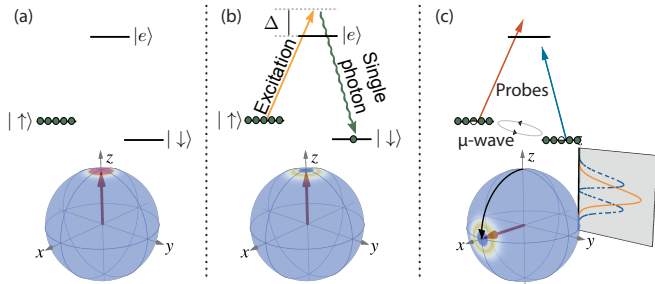 (a)
|e⟩
|↑⟩
|↓⟩
z
x
y
(b)
Δ
|e⟩
Excitation
Single
photon
|↑⟩
|↓⟩
z
x
y
(c)
Probes
μ-wave
z
z
x
y